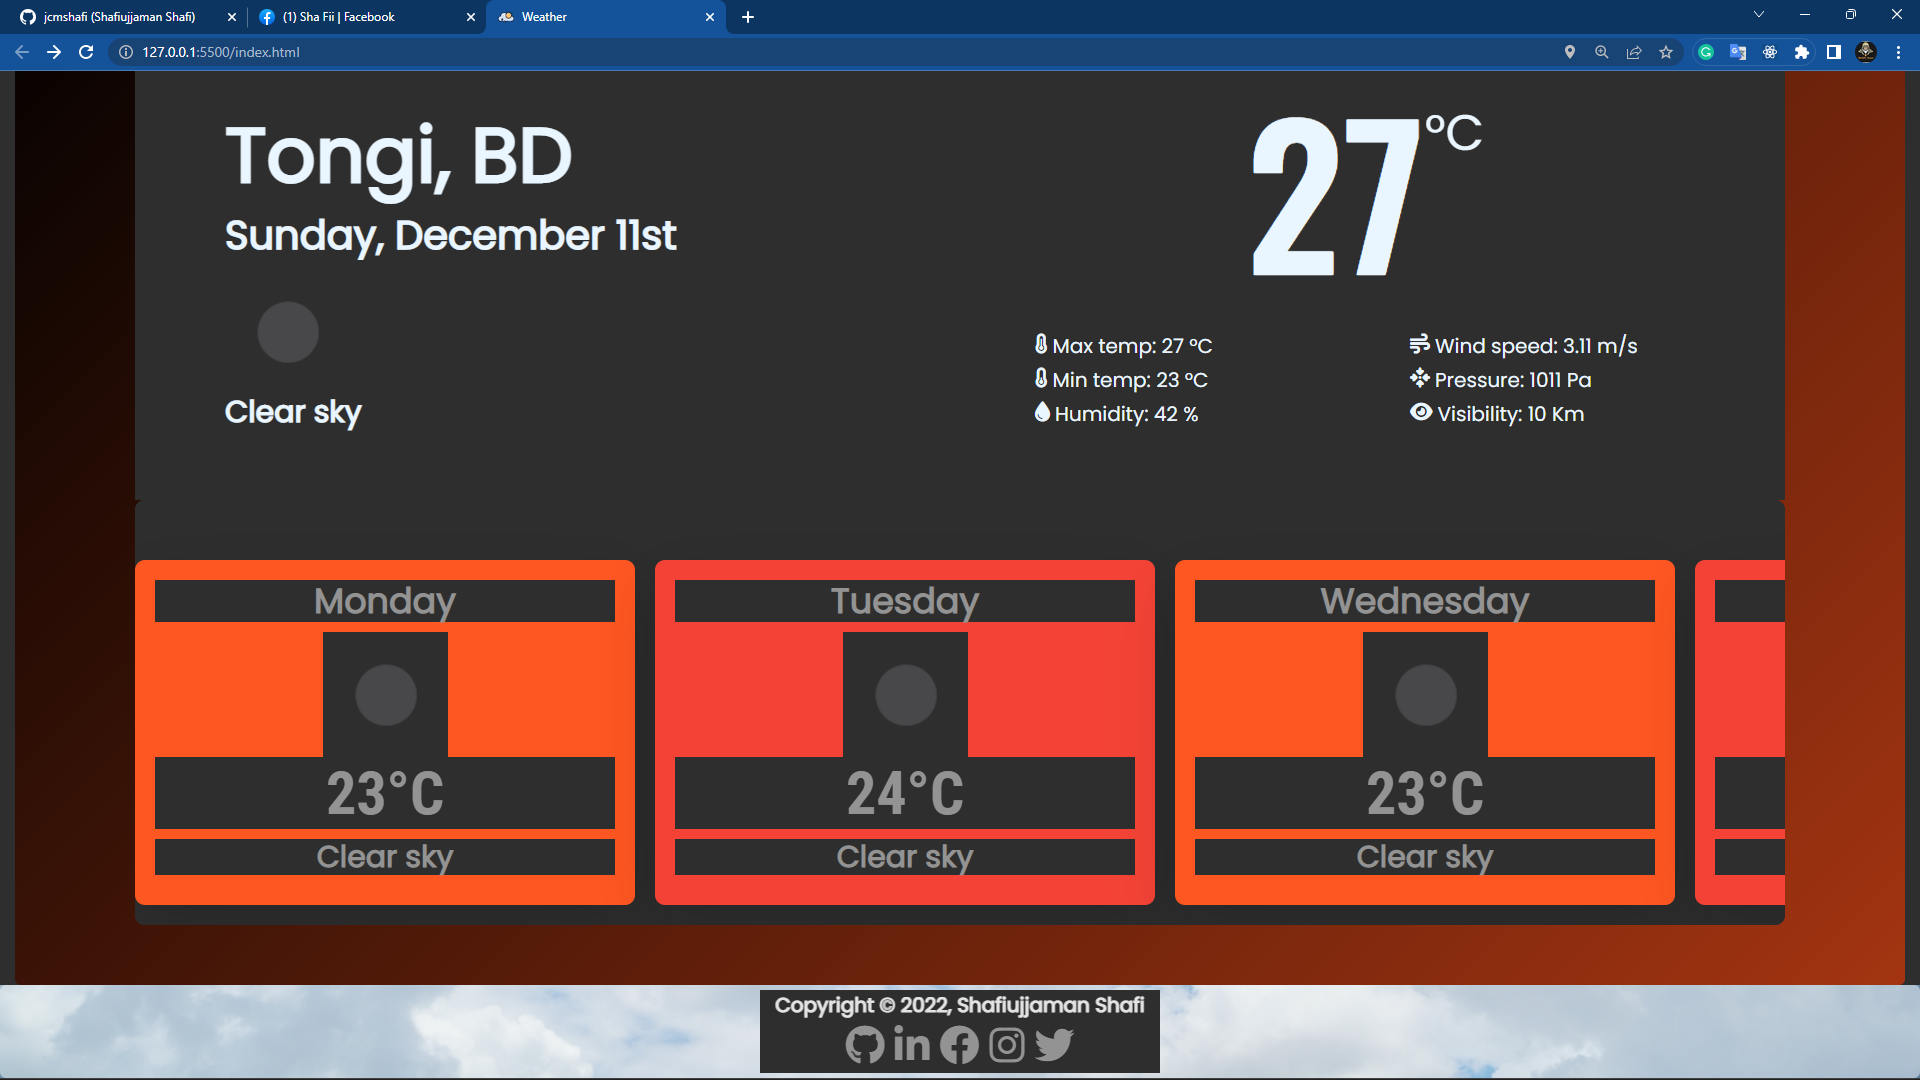 jcmshafi (Shafiujjaman Shafi)
(1) Sha Fii | Facebook
Weather
127.0.0.1:5500/index.html
Tongi, BD
Sunday, December 11st
27°C
Clear sky
Max temp: 27 °C
Min temp: 23 °C
Humidity: 42 %
Wind speed: 3.11 m/s
Pressure: 1011 Pa
Visibility: 10 Km
Monday
23°C
Clear sky
Tuesday
24°C
Clear sky
Wednesday
23°C
Clear sky
Copyright © 2022, Shafiujjaman Shafi